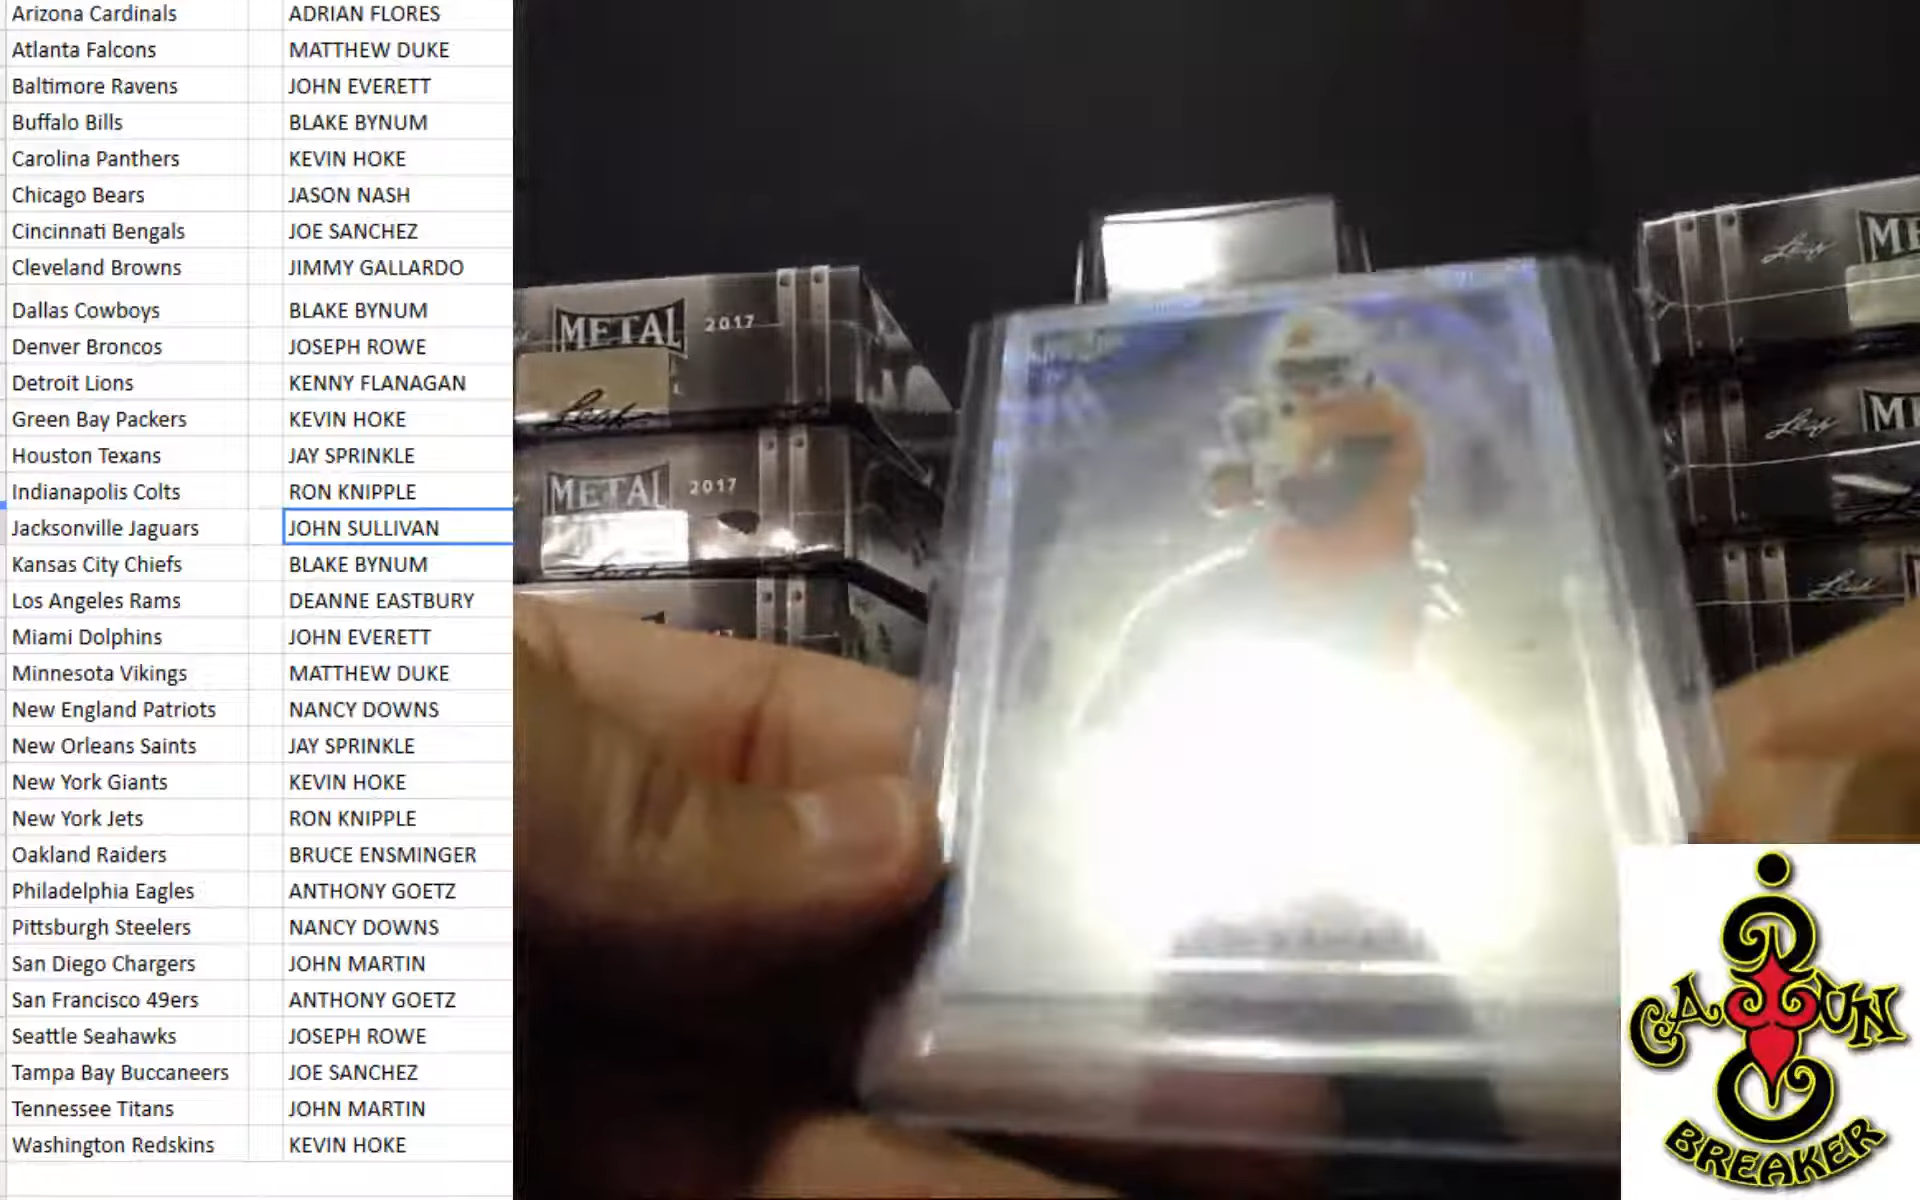 Arizona Cardinals ADRIAN FLORES
Atlanta Falcons MATTHEW DUKE
Baltimore Ravens JOHN EVERETT
Buffalo Bills BLAKE BYNUM
Carolina Panthers KEVIN HOKE
Chicago Bears JASON NASH
Cincinnati Bengals JOE SANCHEZ
Cleveland Browns JIMMY GALLARDO
Dallas Cowboys BLAKE BYNUM
Denver Broncos JOSEPH ROWE
Detroit Lions KENNY FLANAGAN
Green Bay Packers KEVIN HOKE
Houston Texans JAY SPRINKLE
Indianapolis Colts RON KNIPPLE
Jacksonville Jaguars JOHN SULLIVAN
Kansas City Chiefs BLAKE BYNUM
Los Angeles Rams DEANNE EASTBURY
Miami Dolphins JOHN EVERETT
Minnesota Vikings MATTHEW DUKE
New England Patriots NANCY DOWNS
New Orleans Saints JAY SPRINKLE
New York Giants KEVIN HOKE
New York Jets RON KNIPPLE
Oakland Raiders BRUCE ENSMINGER
Philadelphia Eagles ANTHONY GOETZ
Pittsburgh Steelers NANCY DOWNS
San Diego Chargers JOHN MARTIN
San Francisco 49ers ANTHONY GOETZ
Seattle Seahawks JOSEPH ROWE
Tampa Bay Buccaneers JOE SANCHEZ
Tennessee Titans JOHN MARTIN
Washington Redskins KEVIN HOKE
METAL 2017
Leaf
METAL 2017
Leaf
Leaf
Leaf
CAJUN
BREAKER